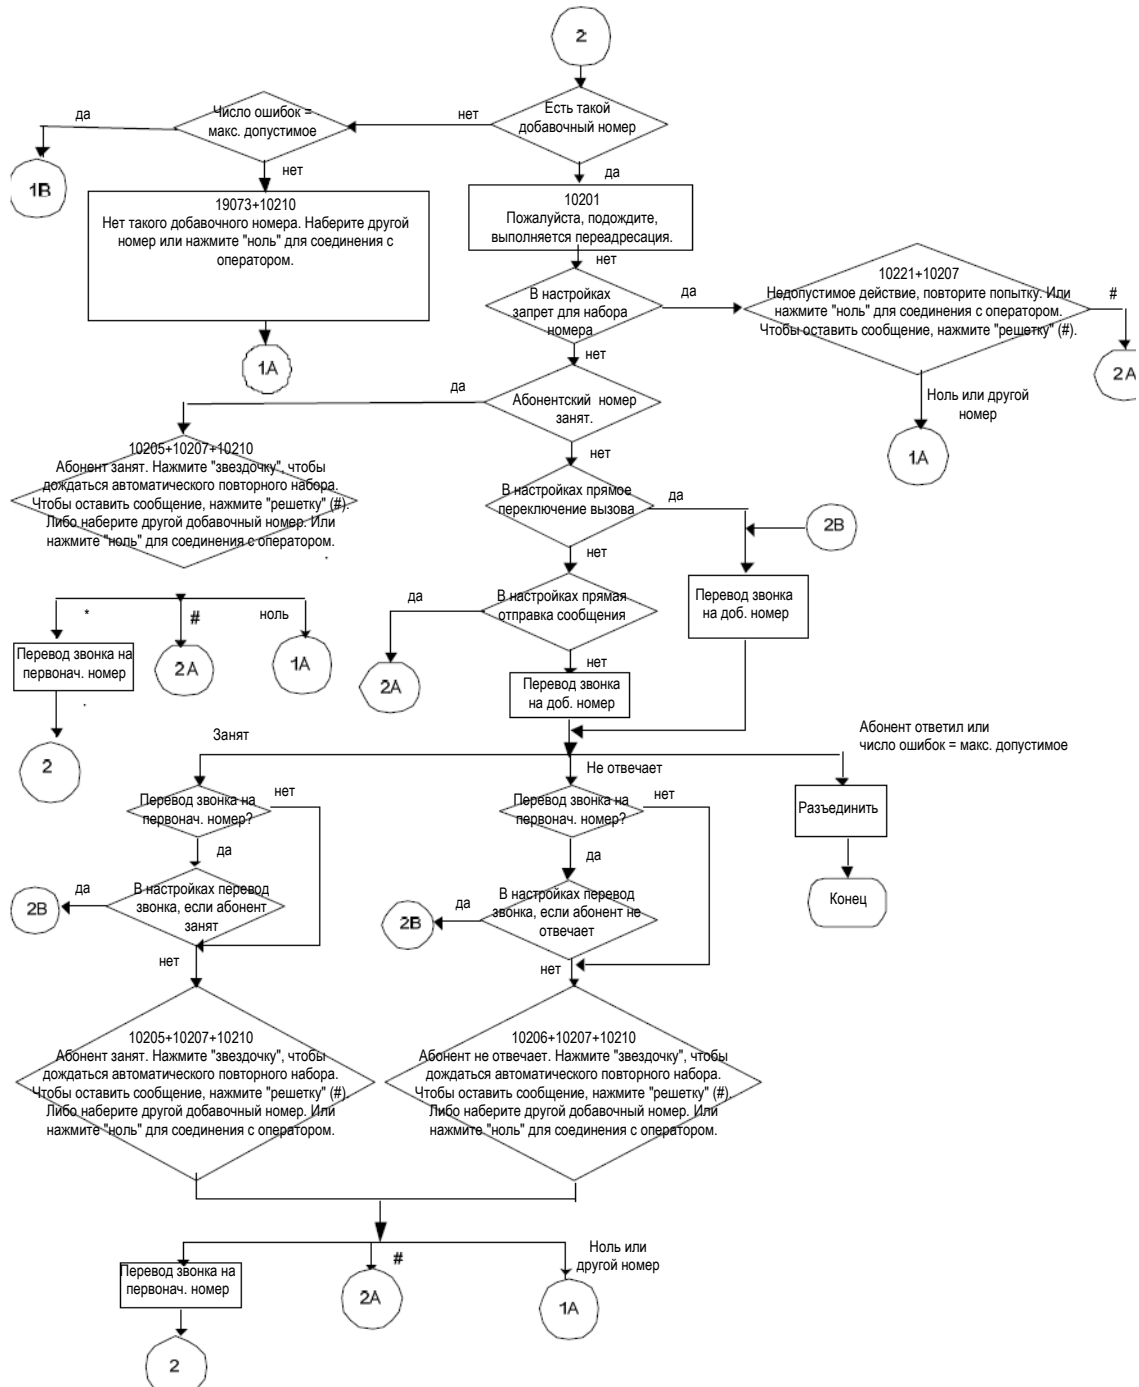 2
Есть такой
добавочный номер
нет
да
Число ошибок =
макс. допустимое
да
1B
нет
19073+10210
Нет такого добавочного номера. Наберите другой
номер или нажмите "ноль" для соединения с
оператором.
1A
10201
Пожалуйста, подождите,
выполняется переадресация.
нет
В настройках
запрет для набора
номера
да
10221+10207
Недопустимое действие, повторите попытку. Или
нажмите "ноль" для соединения с оператором.
Чтобы оставить сообщение, нажмите "решетку" (#).
#
2A
Ноль или другой
номер
1A
нет
Абонентский номер
занят.
да
10205+10207+10210
Абонент занят. Нажмите "звездочку", чтобы
дождаться автоматического повторного набора.
Чтобы оставить сообщение, нажмите "решетку" (#).
Либо наберите другой добавочный номер. Или
нажмите "ноль" для соединения с оператором.
*
#
ноль
Перевод звонка на
первонач. номер
2A
1A
2
нет
В настройках прямое
переключение вызова
да
2B
Перевод звонка
на доб. номер
нет
В настройках прямая
отправка сообщения
да
2A
нет
Перевод звонка
на доб. номер
Занят
Не отвечает
Абонент ответил или
число ошибок = макс. допустимое
Перевод звонка на
первонач. номер?
нет
да
Перевод звонка на
первонач. номер?
нет
да
Разъединить
Конец
В настройках перевод
звонка, если абонент
занят
да
2B
нет
В настройках перевод
звонка, если абонент не
отвечает
да
2B
нет
10205+10207+10210
Абонент занят. Нажмите "звездочку", чтобы
дождаться автоматического повторного набора.
Чтобы оставить сообщение, нажмите "решетку" (#).
Либо наберите другой добавочный номер. Или
нажмите "ноль" для соединения с оператором.
10206+10207+10210
Абонент не отвечает. Нажмите "звездочку", чтобы
дождаться автоматического повторного набора.
Чтобы оставить сообщение, нажмите "решетку" (#).
Либо наберите другой добавочный номер. Или
нажмите "ноль" для соединения с оператором.
#
Ноль или
другой номер
Перевод звонка на
первонач. номер
2A
1A
2